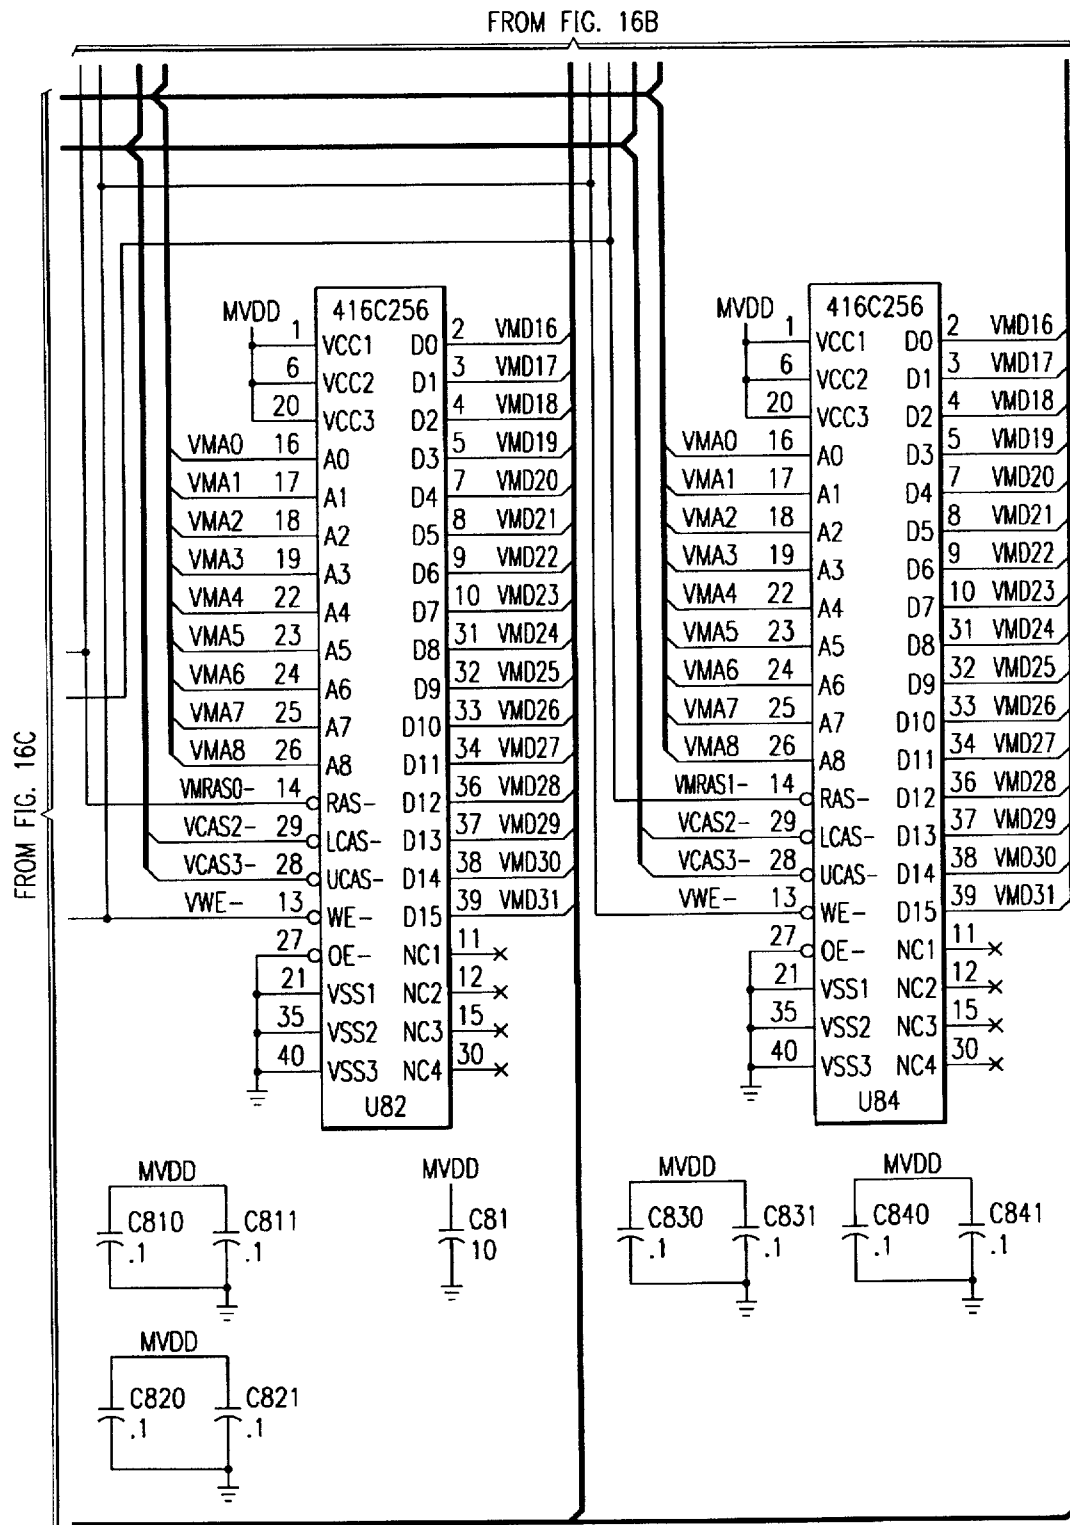 FROM FIG. 16B
FROM FIG. 16C
MVDD 416C256
1 VCC1 D0 2 VMD16
6 VCC2 D1 3 VMD17
20 VCC3 D2 4 VMD18
VMA0 16 A0 D3 5 VMD19
VMA1 17 A1 D4 7 VMD20
VMA2 18 A2 D5 8 VMD21
VMA3 19 A3 D6 9 VMD22
VMA4 22 A4 D7 10 VMD23
VMA5 23 A5 D8 31 VMD24
VMA6 24 A6 D9 32 VMD25
VMA7 25 A7 D10 33 VMD26
VMA8 26 A8 D11 34 VMD27
VMRAS0- 14 RAS- D12 36 VMD28
VCAS2- 29 LCAS- D13 37 VMD29
VCAS3- 28 UCAS- D14 38 VMD30
VWE- 13 WE- D15 39 VMD31
27 OE- NC1 11
21 VSS1 NC2 12
35 VSS2 NC3 15
40 VSS3 NC4 30
U82
MVDD 416C256
1 VCC1 D0 2 VMD16
6 VCC2 D1 3 VMD17
20 VCC3 D2 4 VMD18
VMA0 16 A0 D3 5 VMD19
VMA1 17 A1 D4 7 VMD20
VMA2 18 A2 D5 8 VMD21
VMA3 19 A3 D6 9 VMD22
VMA4 22 A4 D7 10 VMD23
VMA5 23 A5 D8 31 VMD24
VMA6 24 A6 D9 32 VMD25
VMA7 25 A7 D10 33 VMD26
VMA8 26 A8 D11 34 VMD27
VMRAS1- 14 RAS- D12 36 VMD28
VCAS2- 29 LCAS- D13 37 VMD29
VCAS3- 28 UCAS- D14 38 VMD30
VWE- 13 WE- D15 39 VMD31
27 OE- NC1 11
21 VSS1 NC2 12
35 VSS2 NC3 15
40 VSS3 NC4 30
U84
MVDD
C810 .1
C811 .1
MVDD
C81 10
MVDD
C830 .1
C831 .1
MVDD
C840 .1
C841 .1
MVDD
C820 .1
C821 .1